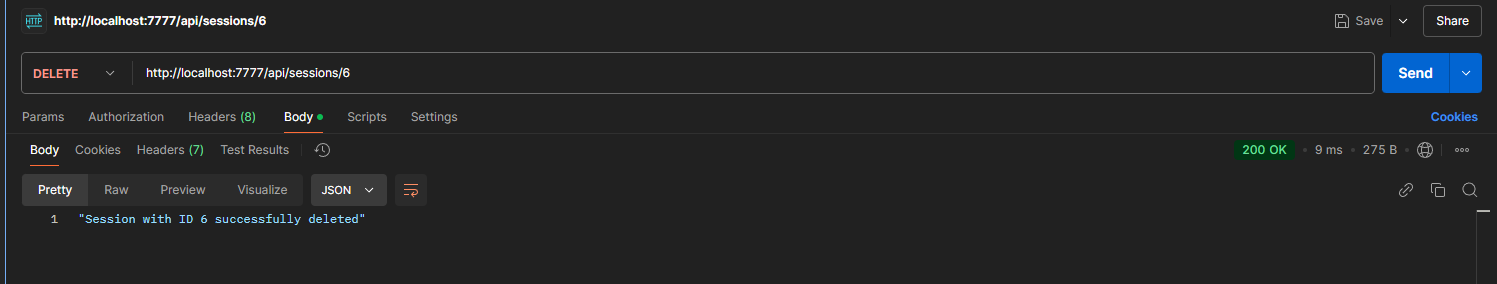 HTTP http://localhost:7777/api/sessions/6 Save Share
DELETE http://localhost:7777/api/sessions/6 Send
Params Authorization Headers (8) Body Scripts Settings Cookies
Body Cookies Headers (7) Test Results 200 OK • 9 ms • 275 B •
Pretty Raw Preview Visualize JSON
1 "Session with ID 6 successfully deleted"